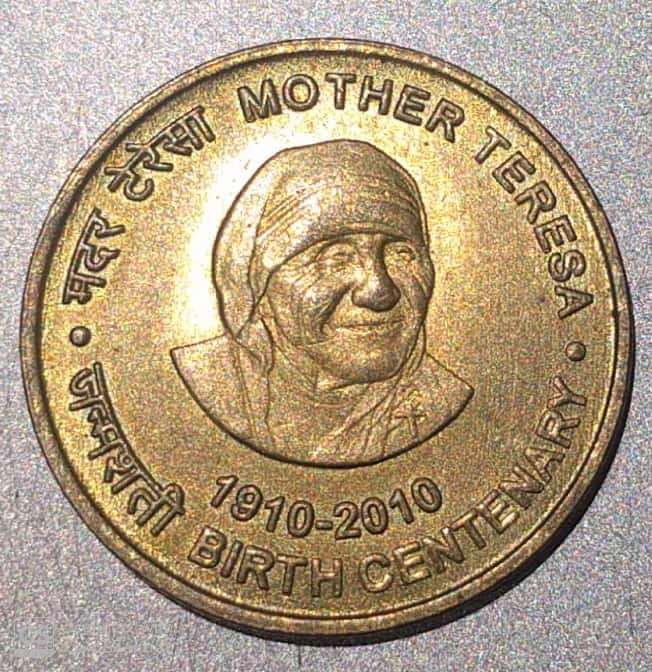 मदर टेरेसा MOTHER TERESA
जन्मशती BIRTH CENTENARY
1910-2010